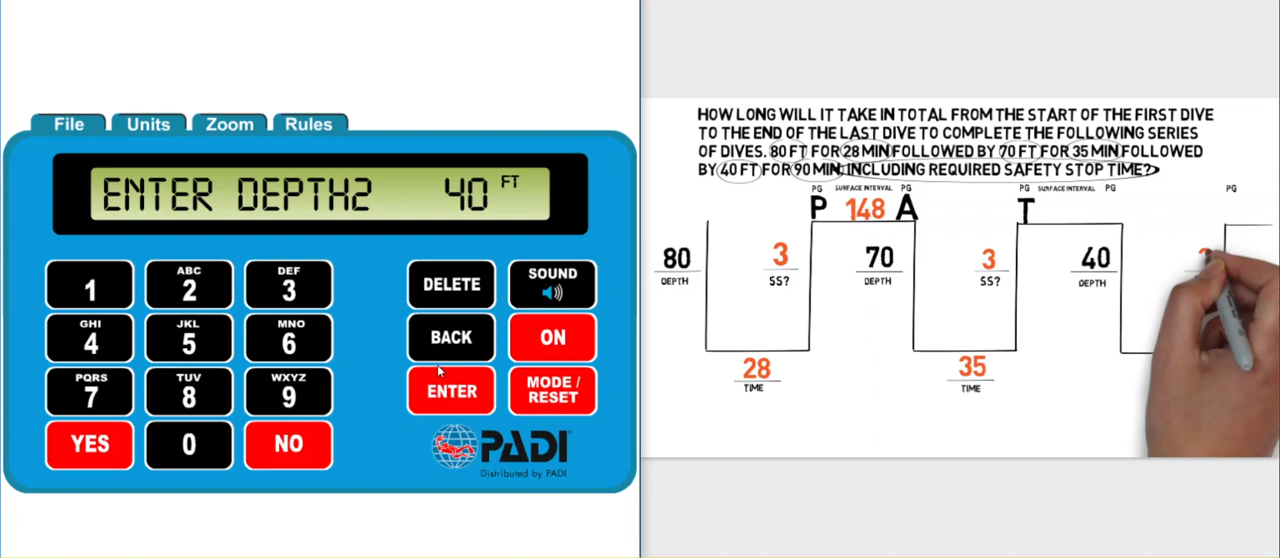 File Units Zoom Rules
ENTER DEPTH2 40 FT
1 ABC 2 DEF 3 DELETE SOUND
GHI 4 JKL 5 MNO 6 BACK ON
PQRS 7 TUV 8 WXYZ 9 ENTER MODE / RESET
YES 0 NO
PADI
Distributed by PADI
HOW LONG WILL IT TAKE IN TOTAL FROM THE START OF THE FIRST DIVE
TO THE END OF THE LAST DIVE TO COMPLETE THE FOLLOWING SERIES
OF DIVES. 80 FT FOR 28 MIN FOLLOWED BY 70 FT FOR 35 MIN FOLLOWED
BY 40 FT FOR 90 MIN, INCLUDING REQUIRED SAFETY STOP TIME?
PG SURFACE INTERVAL PG PG SURFACE INTERVAL PG PG
P 148 A T
80 3 70 3 40
DEPTH SS? DEPTH SS? DEPTH
28 35
TIME TIME